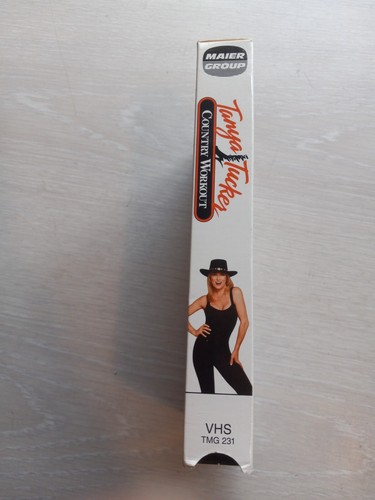 MAIER
GROUP
Tanya Tucker
COUNTRY WORKOUT
VHS
TMG 231